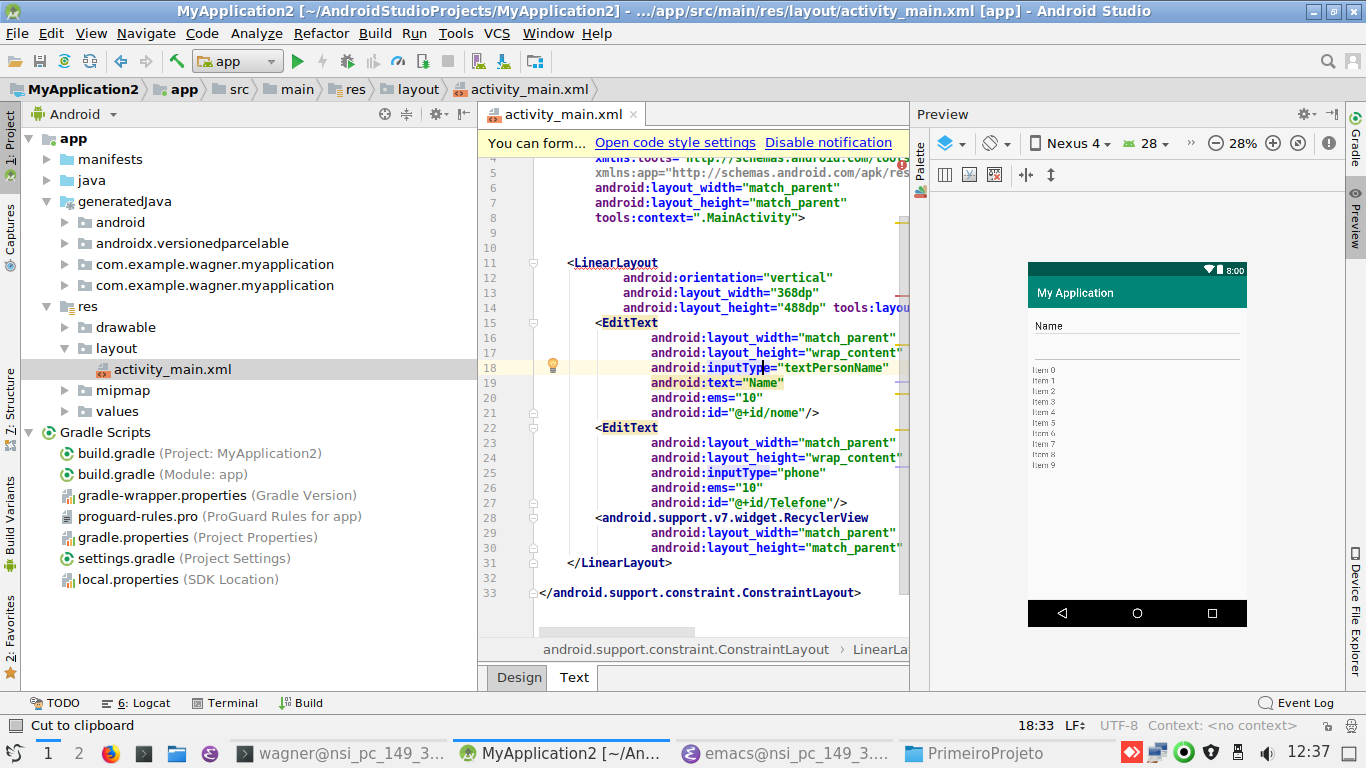 MyApplication2 [~/AndroidStudioProjects/MyApplication2] - .../app/src/main/res/layout/activity_main.xml [app] - Android Studio
File Edit View Navigate Code Analyze Refactor Build Run Tools VCS Window Help
app
MyApplication2 app src main res layout activity_main.xml
Android
activity_main.xml
Preview
You can form... Open code style settings Disable notification
Nexus 4 28 28%
1: Project
Captures
7: Structure
Build Variants
2: Favorites
app
manifests
java
generatedJava
android
androidx.versionedparcelable
com.example.wagner.myapplication
com.example.wagner.myapplication
res
drawable
layout
activity_main.xml
mipmap
values
Gradle Scripts
build.gradle (Project: MyApplication2)
build.gradle (Module: app)
gradle-wrapper.properties (Gradle Version)
proguard-rules.pro (ProGuard Rules for app)
gradle.properties (Project Properties)
settings.gradle (Project Settings)
local.properties (SDK Location)
4 xmlns:tools="http://schemas.android.com/tools
5 xmlns:app="http://schemas.android.com/apk/res
6 android:layout_width="match_parent"
7 android:layout_height="match_parent"
8 tools:context=".MainActivity">
9
10
11 <LinearLayout
12 android:orientation="vertical"
13 android:layout_width="368dp"
14 android:layout_height="488dp" tools:layou
15 <EditText
16 android:layout_width="match_parent"
17 android:layout_height="wrap_content"
18 android:inputType="textPersonName"
19 android:text="Name"
20 android:ems="10"
21 android:id="@+id/nome"/>
22 <EditText
23 android:layout_width="match_parent"
24 android:layout_height="wrap_content"
25 android:inputType="phone"
26 android:ems="10"
27 android:id="@+id/Telefone"/>
28 <android.support.v7.widget.RecyclerView
29 android:layout_width="match_parent"
30 android:layout_height="match_parent"
31 </LinearLayout>
32
33 </android.support.constraint.ConstraintLayout>
android.support.constraint.ConstraintLayout › LinearLa
Design Text
Palette
8:00
My Application
Name
Item 0
Item 1
Item 2
Item 3
Item 4
Item 5
Item 6
Item 7
Item 8
Item 9
Gradle
Preview
Device File Explorer
TODO 6: Logcat Terminal Build Event Log
Cut to clipboard 18:33 LF UTF-8 Context: <no context>
1 2 wagner@nsi_pc_149_3... MyApplication2 [~/An... emacs@nsi_pc_149_3.... PrimeiroProjeto 12:37